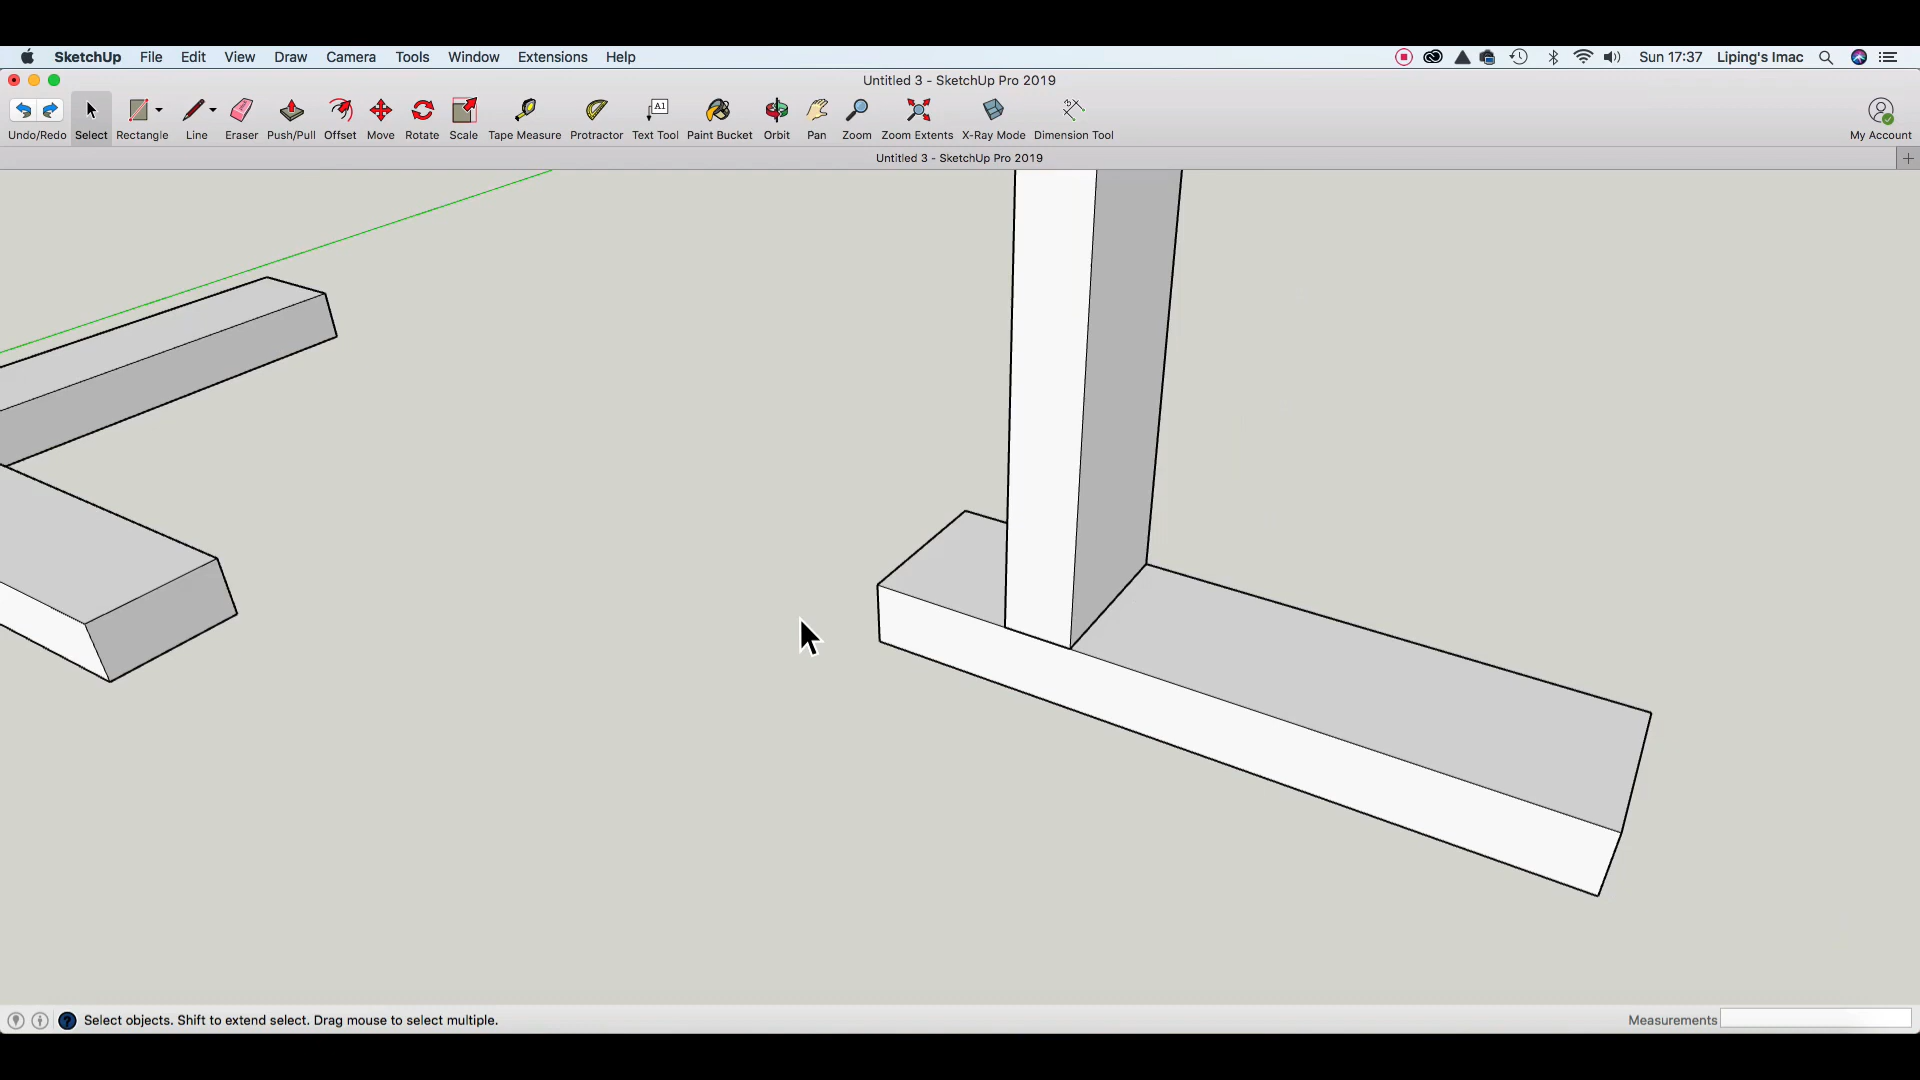 SketchUp File Edit View Draw Camera Tools Window Extensions Help Sun 17:37 Liping's Imac
Untitled 3 - SketchUp Pro 2019
A1
Undo/Redo Select Rectangle Line Eraser Push/Pull Offset Move Rotate Scale Tape Measure Protractor Text Tool Paint Bucket Orbit Pan Zoom Zoom Extents X-Ray Mode Dimension Tool My Account
Untitled 3 - SketchUp Pro 2019
? Select objects. Shift to extend select. Drag mouse to select multiple. Measurements